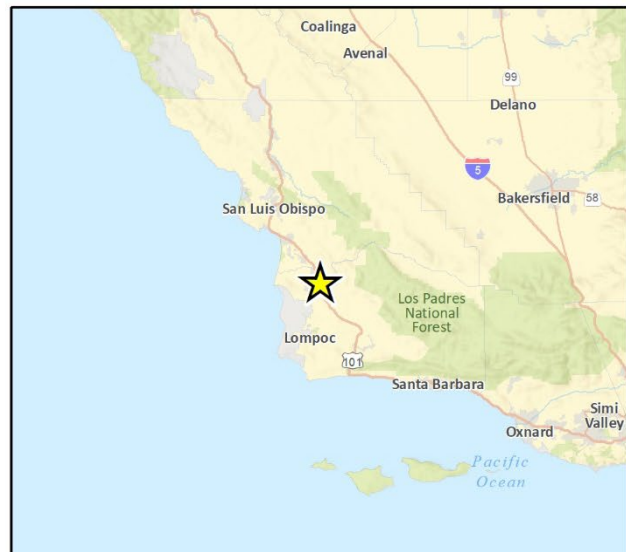 Coalinga
Avenal
99
Delano
5
Bakersfield
58
San Luis Obispo
Los Padres
National
Forest
Lompoc
101
Santa Barbara
Simi
Valley
Oxnard
Pacific
Ocean